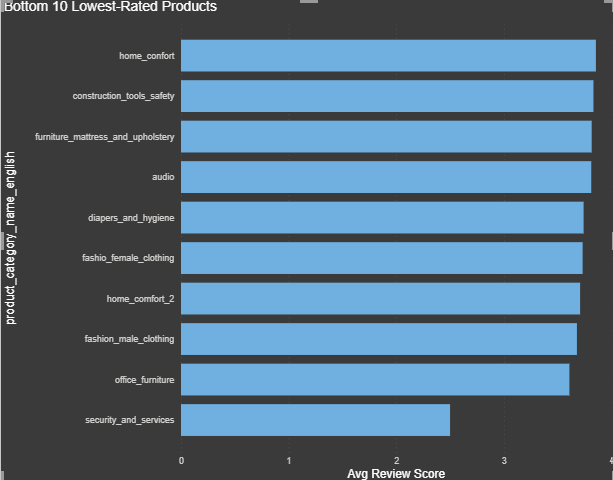 Bottom 10 Lowest-Rated Products
product_category_name_english
home_confort
construction_tools_safety
furniture_mattress_and_upholstery
audio
diapers_and_hygiene
fashio_female_clothing
home_comfort_2
fashion_male_clothing
office_furniture
security_and_services
0 1 2 3 4
Avg Review Score